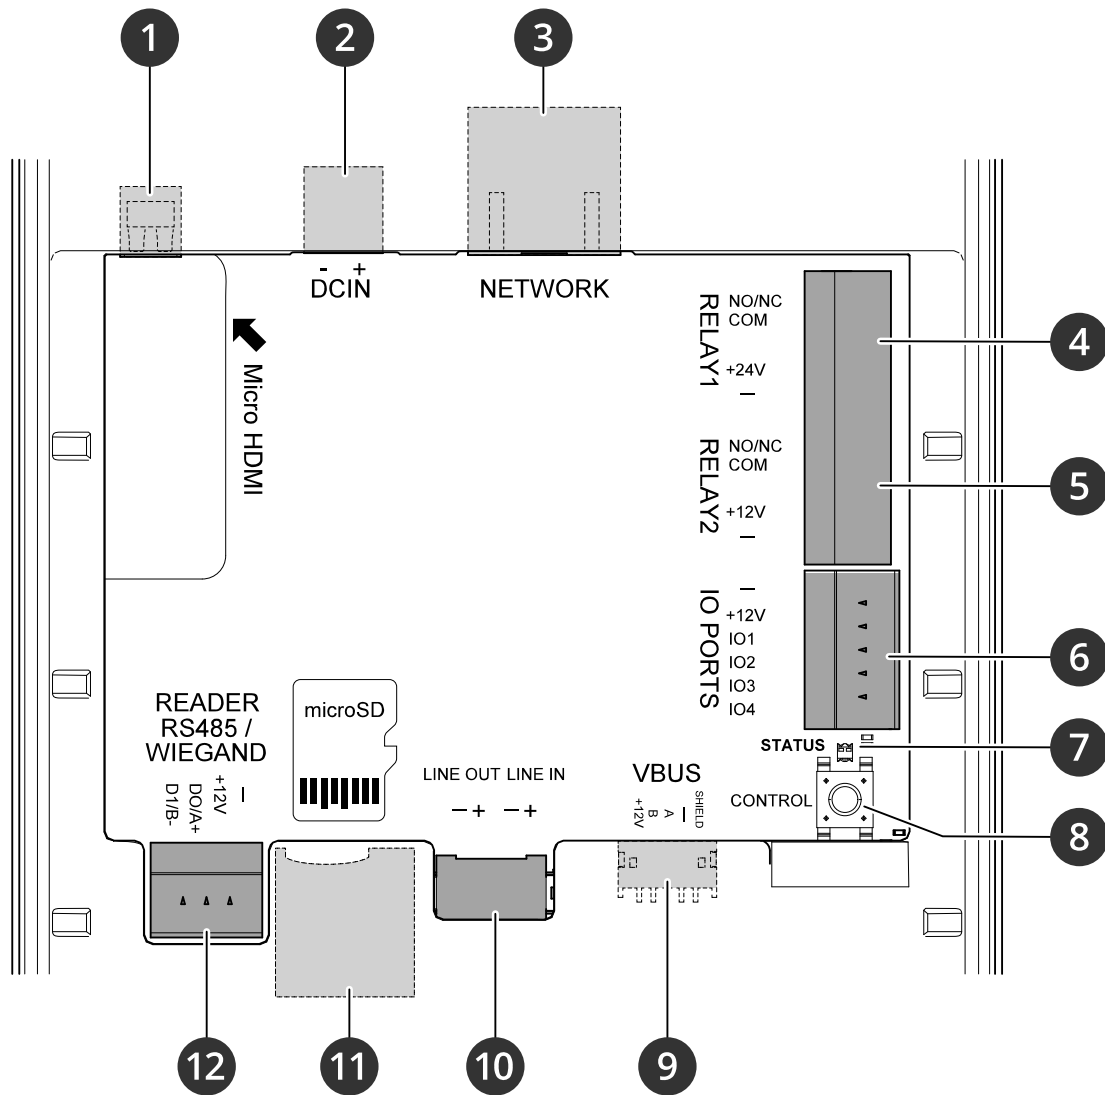 1
2
3
- +
DCIN
NETWORK
Micro HDMI
RELAY1
NO/NC
COM
+24V
—
4
RELAY2
NO/NC
COM
+12V
—
5
IO PORTS
—
+12V
IO1
IO2
IO3
IO4
6
STATUS
7
CONTROL
8
READER
RS485 /
WIEGAND
D1/B-
DO/A+
+12V
—
microSD
LINE OUT LINE IN
—+ —+
VBUS
+12V
B
A
—
SHIELD
12
11
10
9